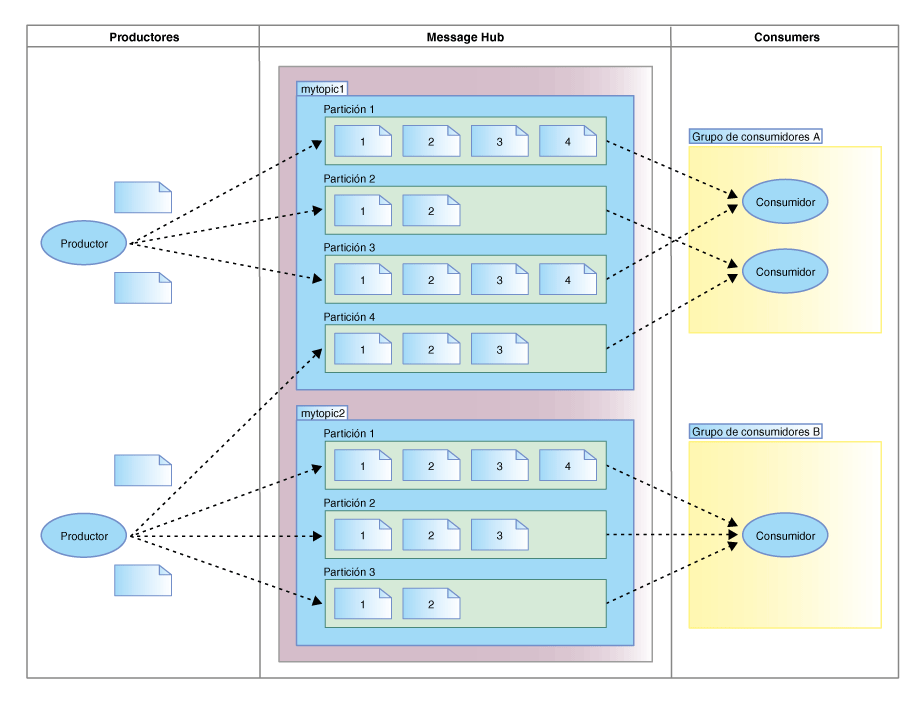 Productores
Message Hub
Consumers
mytopic1
Partición 1
1 2 3 4
Partición 2
1 2
Partición 3
1 2 3 4
Partición 4
1 2 3
Productor
Grupo de consumidores A
Consumidor
Consumidor
mytopic2
Partición 1
1 2 3 4
Partición 2
1 2 3
Partición 3
1 2
Productor
Grupo de consumidores B
Consumidor